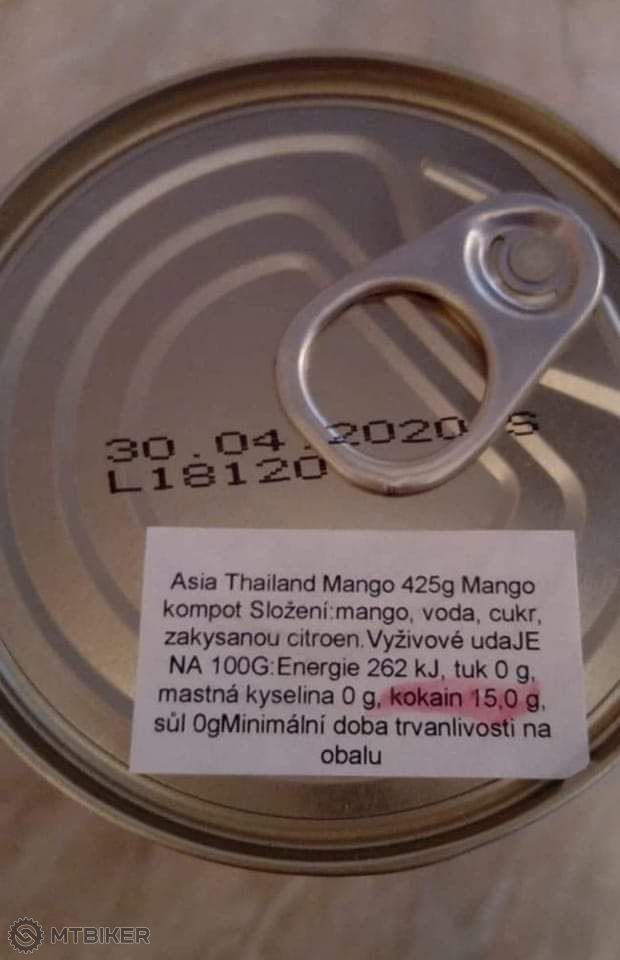 30.04.2020 S
L18120
Asia Thailand Mango 425g Mango
kompot Složení:mango, voda, cukr,
zakysanou citroen.Vyživové udaJE
NA 100G:Energie 262 kJ, tuk 0 g,
mastná kyselina 0 g, kokain 15,0 g,
sůl 0gMinimální doba trvanlivosti na
obalu
MTBIKER